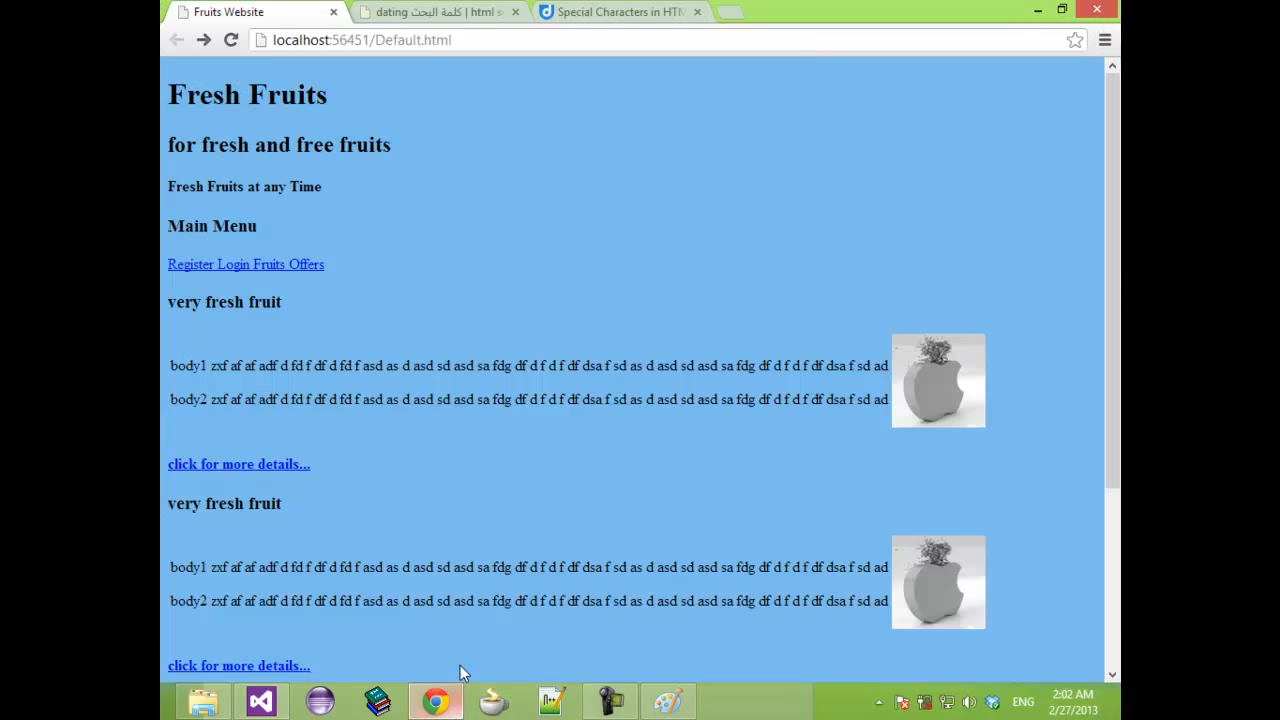 Fruits Website
dating كلمة البحث | html s
Special Characters in HTM
localhost:56451/Default.html
Fresh Fruits
for fresh and free fruits
Fresh Fruits at any Time
Main Menu
Register Login Fruits Offers
very fresh fruit
body1 zxf af af adf d fd f df d fd f asd as d asd sd asd sa fdg df d f d f df dsa f sd as d asd sd asd sa fdg df d f d f df dsa f sd ad
body2 zxf af af adf d fd f df d fd f asd as d asd sd asd sa fdg df d f d f df dsa f sd as d asd sd asd sa fdg df d f d f df dsa f sd ad
click for more details...
very fresh fruit
body1 zxf af af adf d fd f df d fd f asd as d asd sd asd sa fdg df d f d f df dsa f sd as d asd sd asd sa fdg df d f d f df dsa f sd ad
body2 zxf af af adf d fd f df d fd f asd as d asd sd asd sa fdg df d f d f df dsa f sd as d asd sd asd sa fdg df d f d f df dsa f sd ad
click for more details...
ENG
2:02 AM
2/27/2013